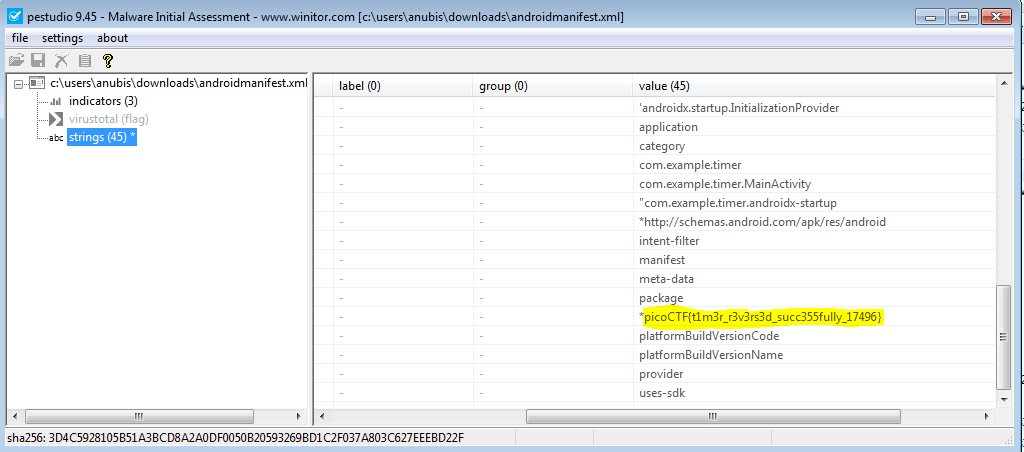 pestudio 9.45 - Malware Initial Assessment - www.winitor.com [c:\users\anubis\downloads\androidmanifest.xml]
file settings about
c:\users\anubis\downloads\androidmanifest.xml
indicators (3)
virustotal (flag)
abc strings (45) *
label (0) group (0) value (45)
- - 'androidx.startup.InitializationProvider
- - application
- - category
- - com.example.timer
- - com.example.timer.MainActivity
- - "com.example.timer.androidx-startup
- - *http://schemas.android.com/apk/res/android
- - intent-filter
- - manifest
- - meta-data
- - package
- - *picoCTF{t1m3r_r3v3rs3d_succ355fully_17496}
- - platformBuildVersionCode
- - platformBuildVersionName
- - provider
- - uses-sdk
sha256: 3D4C5928105B51A3BCD8A2A0DF0050B20593269BD1C2F037A803C627EEEBD22F